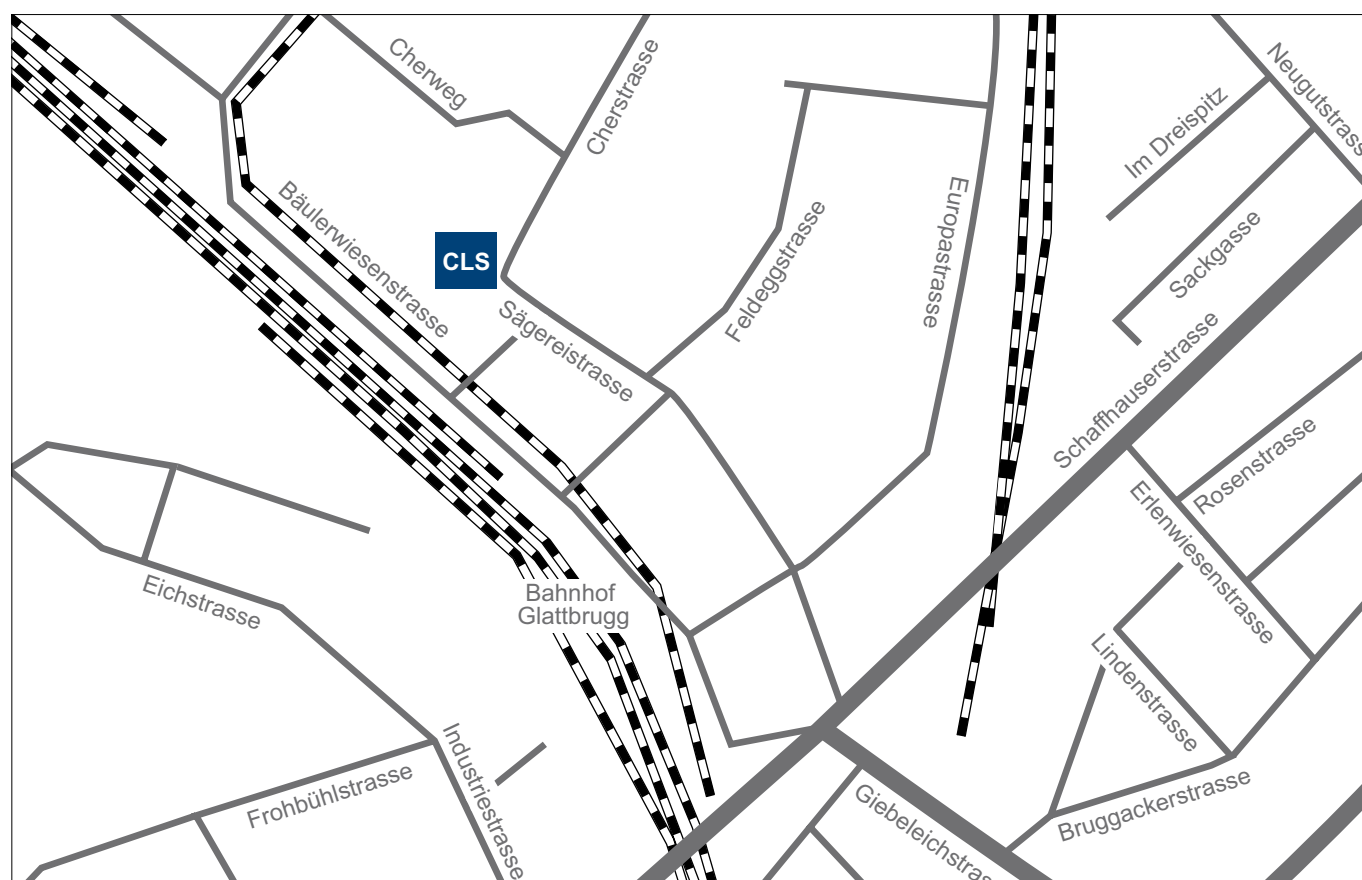 Cherweg
Cherstrasse
Neugutstrass
Im Dreispitz
Bäulerwiesenstrasse
CLS
Sägereistrasse
Feldeggstrasse
Europastrasse
Sackgasse
Schaffhauserstrasse
Rosenstrasse
Erlenwiesenstrasse
Eichstrasse
Bahnhof
Glattbrugg
Lindenstrasse
Industriestrasse
Frohbühlstrasse
Giebeleichstras
Bruggackerstrasse